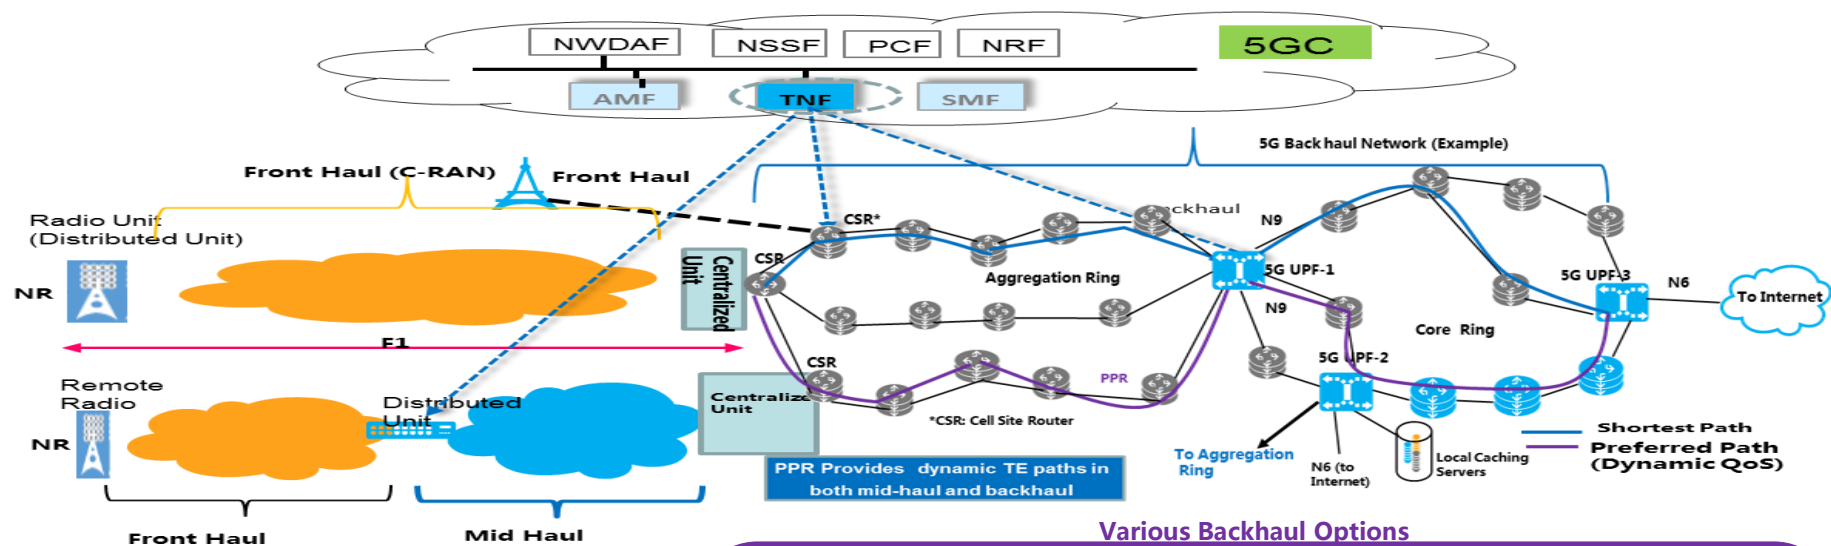 NWDAF
NSSF
PCF
NRF
5GC
AMF
TNF
SMF
5G Back haul Network (Example)
Front Haul (C-RAN)
Front Haul
Radio Unit
(Distributed Unit)
NR
Centralized
Unit
F1
CSR*
CSR
Aggregation Ring
ackhaul
N9
5G UPF-1
N9
5G UPF-3
N6
To Internet
Core Ring
5G UPF-2
CSR
PPR
*CSR: Cell Site Router
Remote
Radio
NR
Distributed
Unit
Centralize
Unit
PPR Provides dynamic TE paths in
both mid-haul and backhaul
To Aggregation
Ring
N6 (to
Internet)
Local Caching
Servers
Shortest Path
Preferred Path
(Dynamic QoS)
Front Haul
Mid Haul
Various Backhaul Options